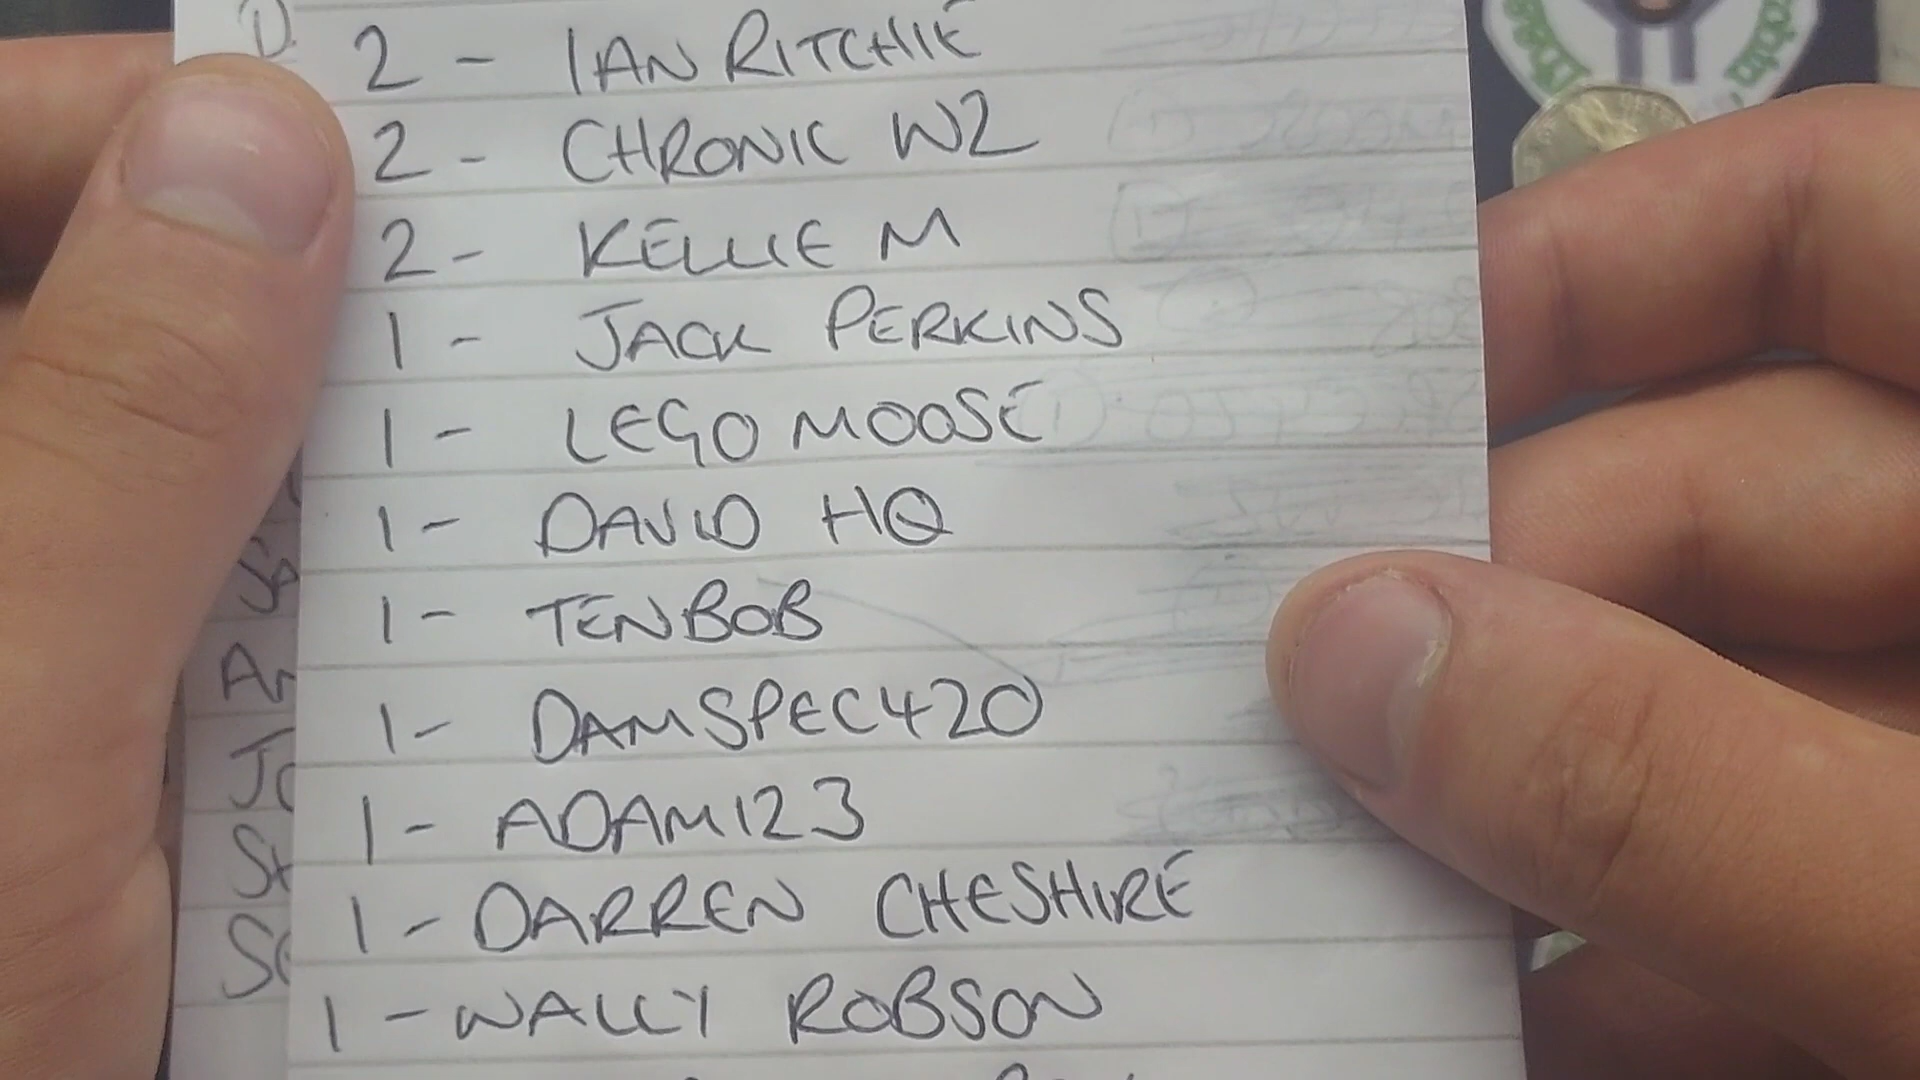 2 - IAN RITCHIE
2 - CHRONIC WZ
2 - KELLIE M
1 - JACK PERKINS
1 - LEGO MOOSE
1 - DAVID HQ
1 - TENBOB
1 - DAMSPEC420
1 - ADAM123
1 - DARREN CHESHIRE
1 - WALLY ROBSON